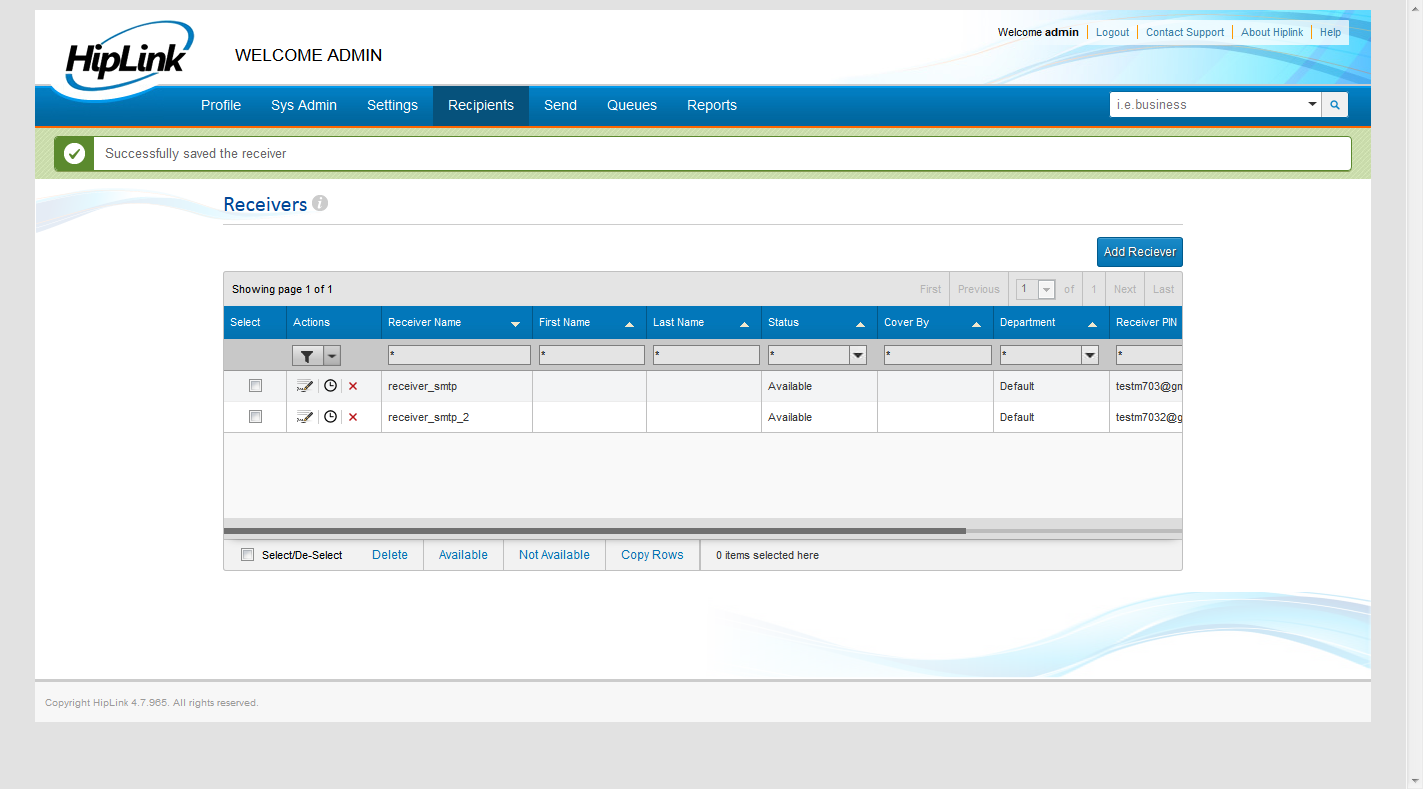 HipLink
WELCOME ADMIN
Welcome admin Logout Contact Support About Hiplink Help
Profile Sys Admin Settings Recipients Send Queues Reports i.e.business
Successfully saved the receiver
Receivers i
Add Reciever
Showing page 1 of 1 First Previous 1 of 1 Next Last
Select Actions Receiver Name First Name Last Name Status Cover By Department Receiver PIN
* * * * * * *
receiver_smtp Available Default testm703@gm
receiver_smtp_2 Available Default testm7032@g
Select/De-Select Delete Available Not Available Copy Rows 0 items selected here
Copyright HipLink 4.7.965. All rights reserved.